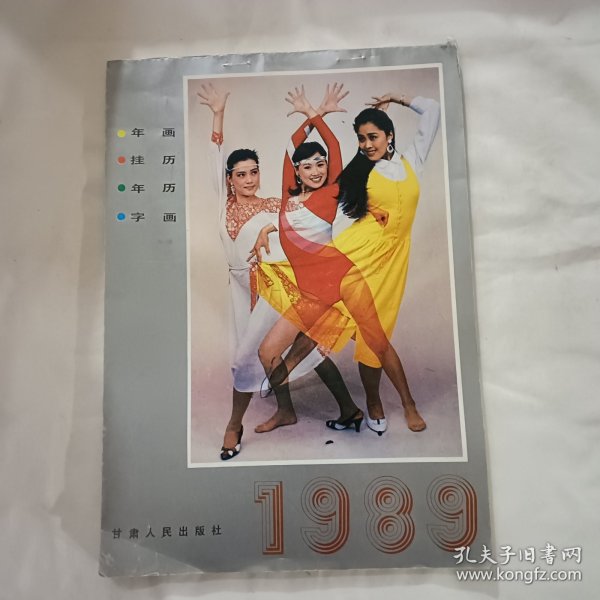 年 画
挂 历
年 历
字 画
甘肃人民出版社
1989
孔夫子旧书网
www.kongfz.com